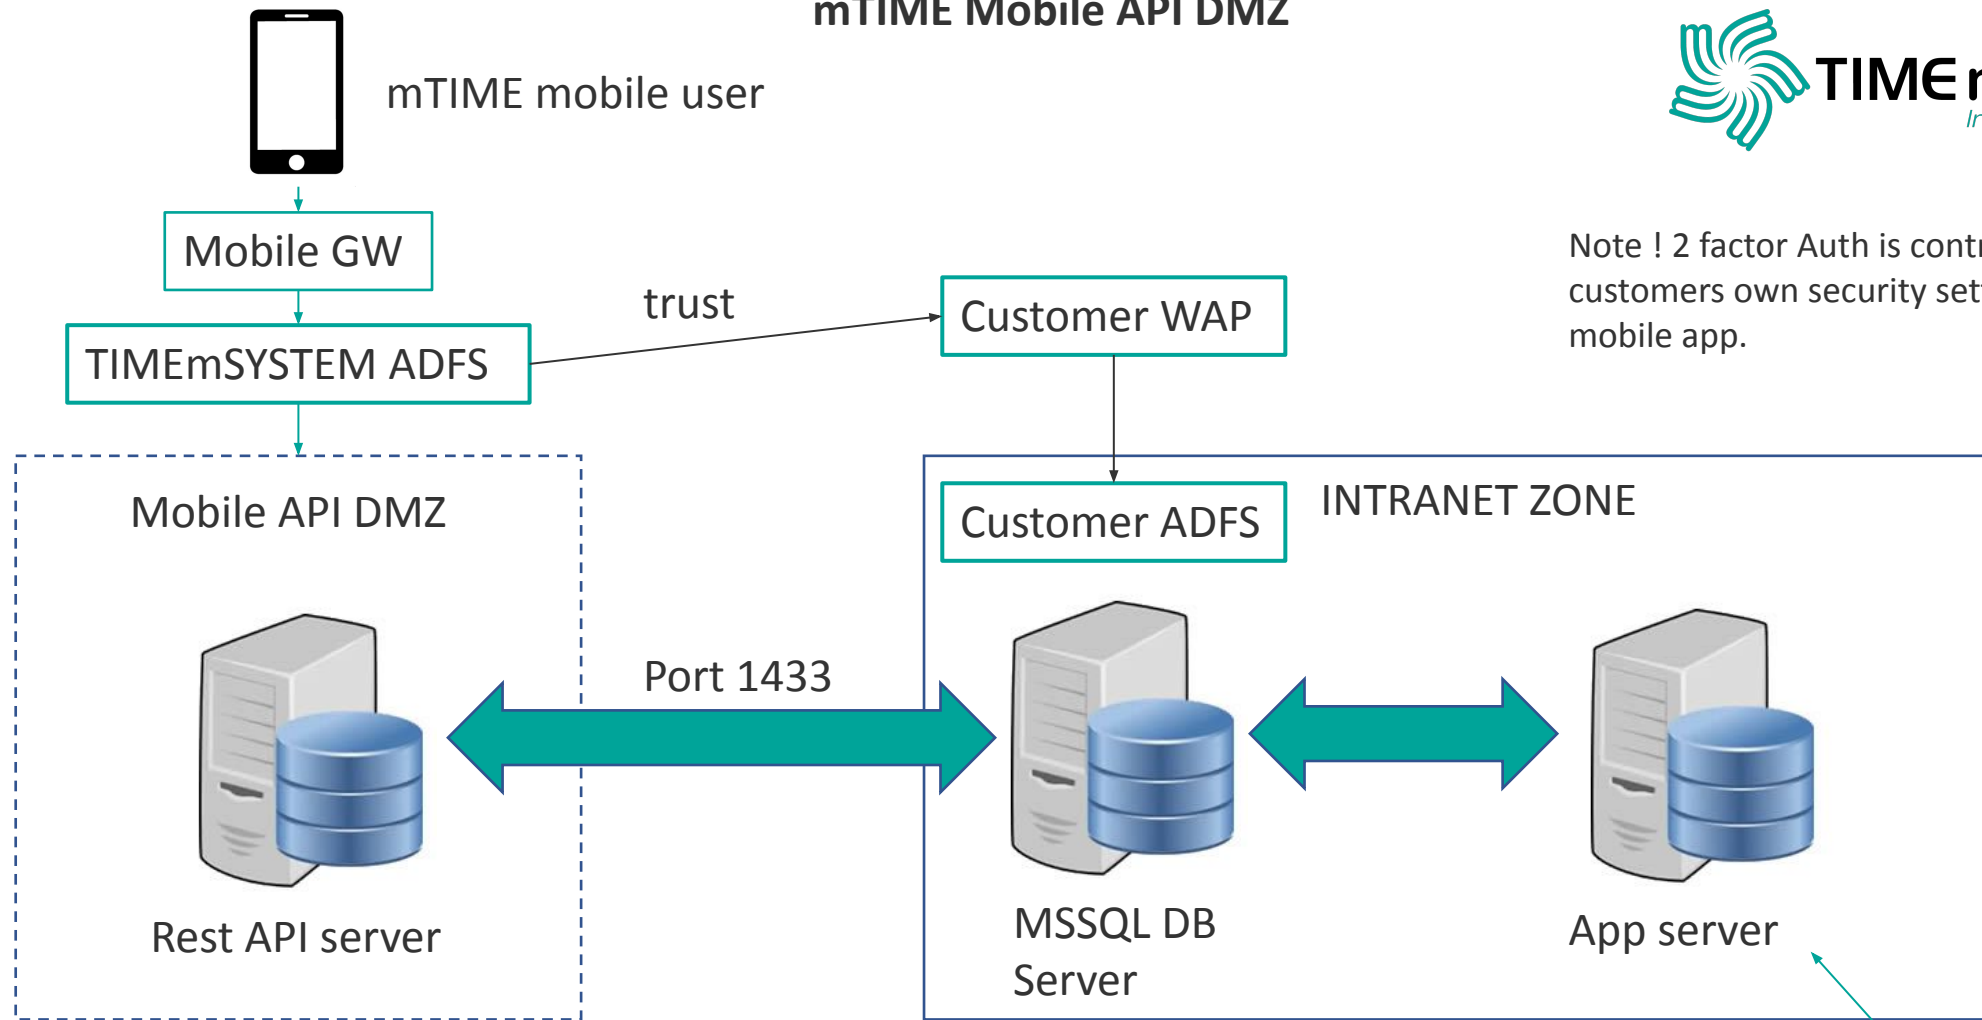 mTIME Mobile API DMZ
mTIME mobile user
TIME
Mobile GW
Note ! 2 factor Auth is
customers own security
mobile app.
trust
Customer WAP
TIMEmSYSTEM ADFS
Mobile API DMZ
Customer ADFS
INTRANET ZONE
Port 1433
Rest API server
MSSQL DB
Server
App server